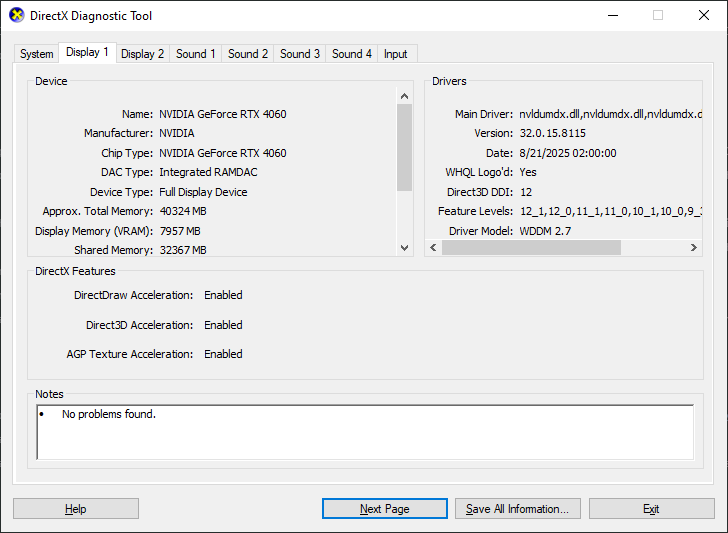 DirectX Diagnostic Tool
System Display 1 Display 2 Sound 1 Sound 2 Sound 3 Sound 4 Input
Device
Name: NVIDIA GeForce RTX 4060
Manufacturer: NVIDIA
Chip Type: NVIDIA GeForce RTX 4060
DAC Type: Integrated RAMDAC
Device Type: Full Display Device
Approx. Total Memory: 40324 MB
Display Memory (VRAM): 7957 MB
Shared Memory: 32367 MB
Drivers
Main Driver: nvldumdx.dll,nvldumdx.dll,nvldumdx.d
Version: 32.0.15.8115
Date: 8/21/2025 02:00:00
WHQL Logo'd: Yes
Direct3D DDI: 12
Feature Levels: 12_1,12_0,11_1,11_0,10_1,10_0,9_3
Driver Model: WDDM 2.7
DirectX Features
DirectDraw Acceleration: Enabled
Direct3D Acceleration: Enabled
AGP Texture Acceleration: Enabled
Notes
• No problems found.
Help Next Page Save All Information... Exit